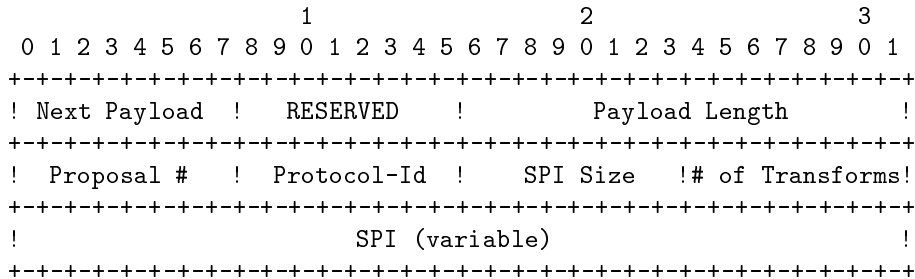 1                   2                   3
 0 1 2 3 4 5 6 7 8 9 0 1 2 3 4 5 6 7 8 9 0 1 2 3 4 5 6 7 8 9 0 1
+-+-+-+-+-+-+-+-+-+-+-+-+-+-+-+-+-+-+-+-+-+-+-+-+-+-+-+-+-+-+-+-+
! Next Payload  !   RESERVED    !         Payload Length        !
+-+-+-+-+-+-+-+-+-+-+-+-+-+-+-+-+-+-+-+-+-+-+-+-+-+-+-+-+-+-+-+-+
!  Proposal #   !  Protocol-Id  !    SPI Size   !# of Transforms!
+-+-+-+-+-+-+-+-+-+-+-+-+-+-+-+-+-+-+-+-+-+-+-+-+-+-+-+-+-+-+-+-+
!                        SPI (variable)                         !
+-+-+-+-+-+-+-+-+-+-+-+-+-+-+-+-+-+-+-+-+-+-+-+-+-+-+-+-+-+-+-+-+